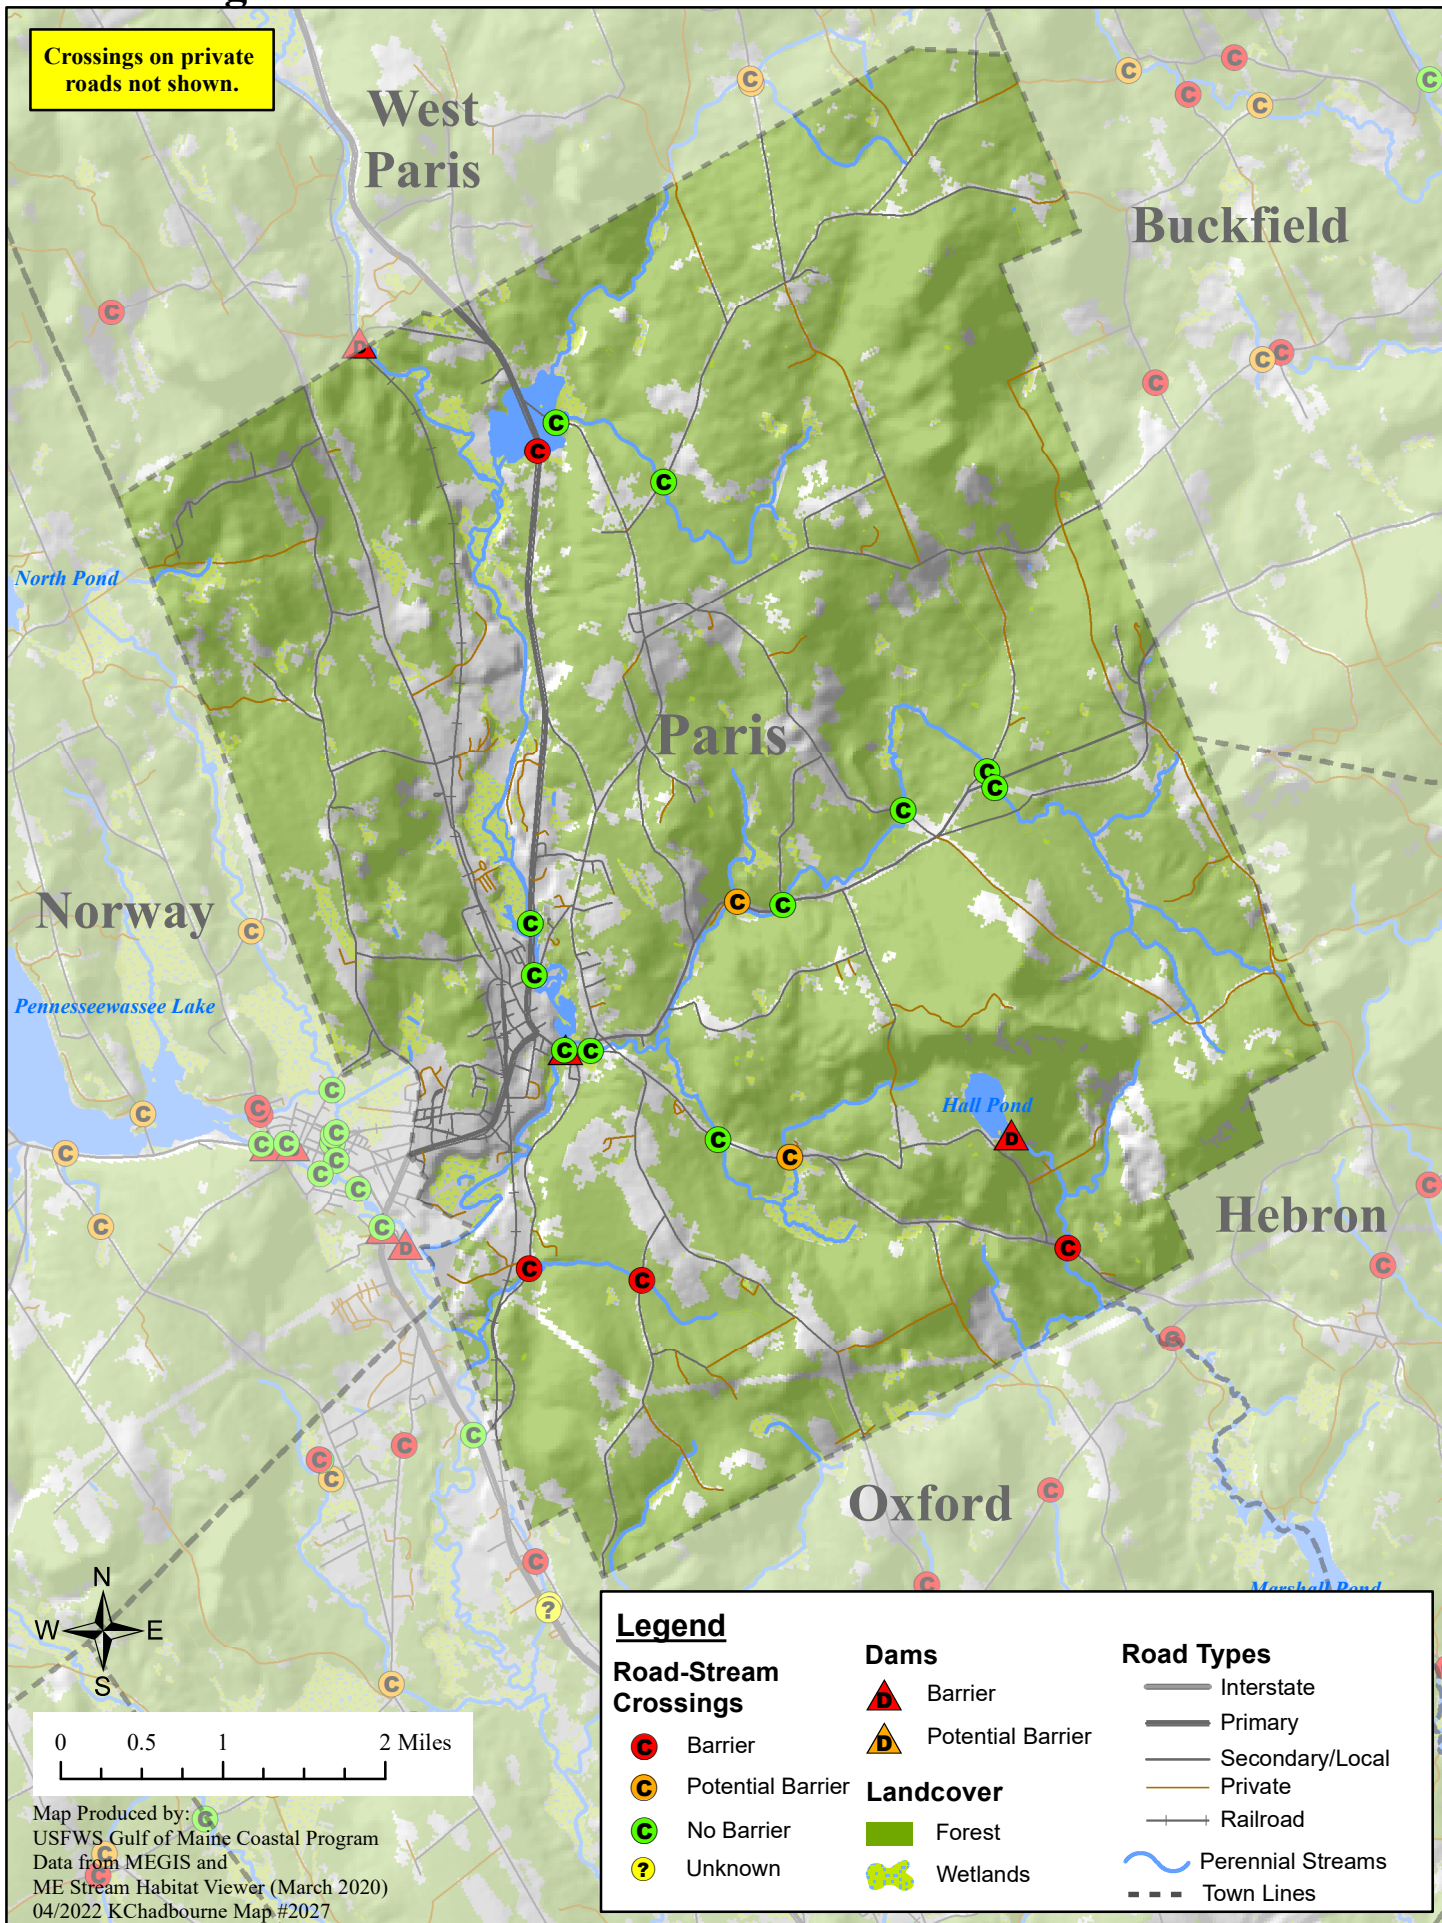 Crossings on private
roads not shown.
West
Paris
Buckfield
North Pond
Paris
Norway
Pennesseewassee Lake
Hall Pond
Hebron
Oxford
Marshall Pond
N
W E
S
0 0.5 1 2 Miles
Map Produced by:
USFWS Gulf of Maine Coastal Program
Data from MEGIS and
ME Stream Habitat Viewer (March 2020)
04/2022 KChadbourne Map #2027
Legend
Road-Stream
Crossings
C Barrier
C Potential Barrier
C No Barrier
? Unknown
Dams
D Barrier
D Potential Barrier
Landcover
Forest
Wetlands
Road Types
Interstate
Primary
Secondary/Local
Private
Railroad
Perennial Streams
Town Lines